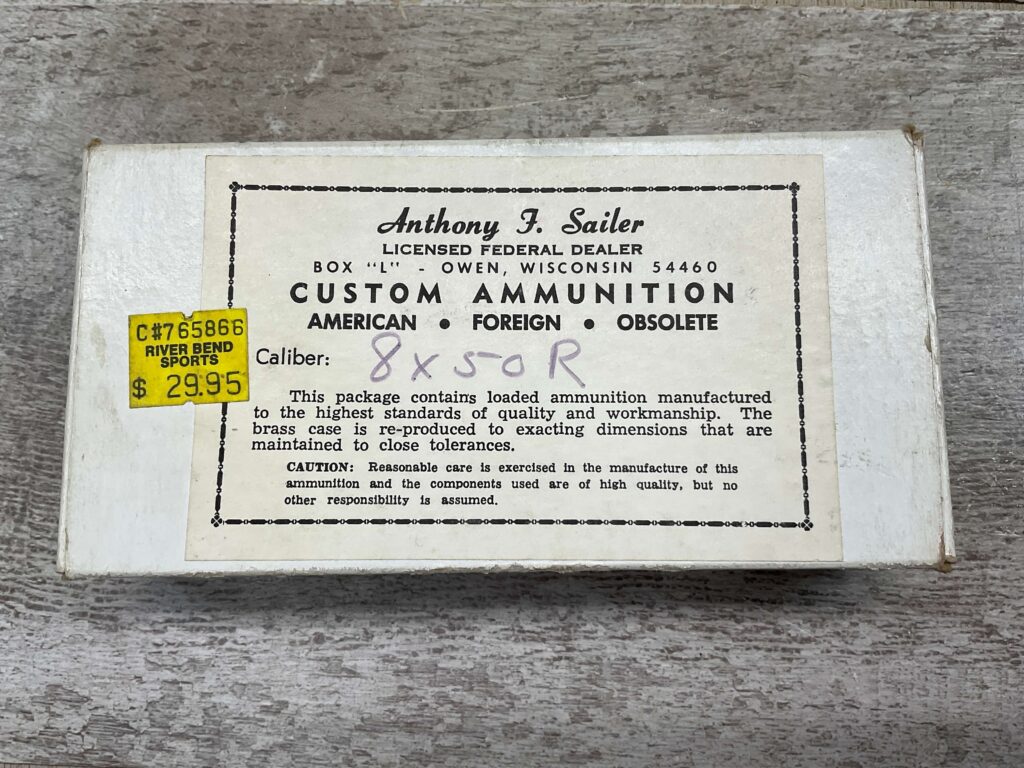 Anthony F. Sailer
LICENSED FEDERAL DEALER
BOX "L" - OWEN, WISCONSIN 54460
CUSTOM AMMUNITION
AMERICAN • FOREIGN • OBSOLETE
Caliber: 8x50R
This package contains loaded ammunition manufactured
to the highest standards of quality and workmanship. The
brass case is re-produced to exacting dimensions that are
maintained to close tolerances.
CAUTION: Reasonable care is exercised in the manufacture of this
ammunition and the components used are of high quality, but no
other responsibility is assumed.
C#765866
RIVER BEND
SPORTS
$ 29.95